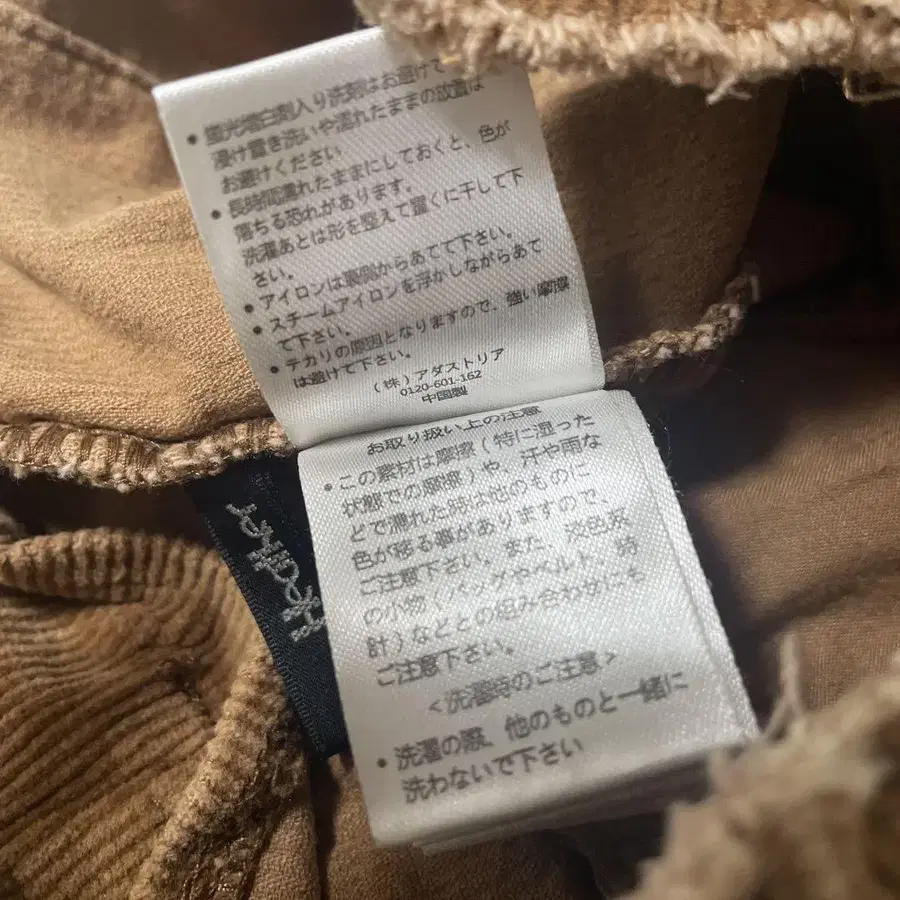 蛍光増白剤入り洗剤はお避けて
浸け置き洗いや濡れたままの放置は
お避けください
長時間濡れたままにしておくと、色が
落ちる恐れがあります。
洗濯あとは形を整えて置くに干して下
さい。
アイロンは裏側からあてて下さい。
スチームアイロンを浮かしながらあて
て下さい。
テカリの原因となりますので、強い摩擦
は避けて下さい。
(株)アダストリア
0120-601-162
中国製
お取り扱い上の注意
この素材は摩擦(特に湿った
状態での摩擦)や、汗や雨な
どで濡れた時は他のものに
色が移る事がありますので、
ご注意下さい。また、淡色系
の小物(バッグやベルト、時
計)などとの組み合わせにも
ご注意下さい。
<洗濯時のご注意>
洗濯の際、他のものと一緒に
洗わないで下さい